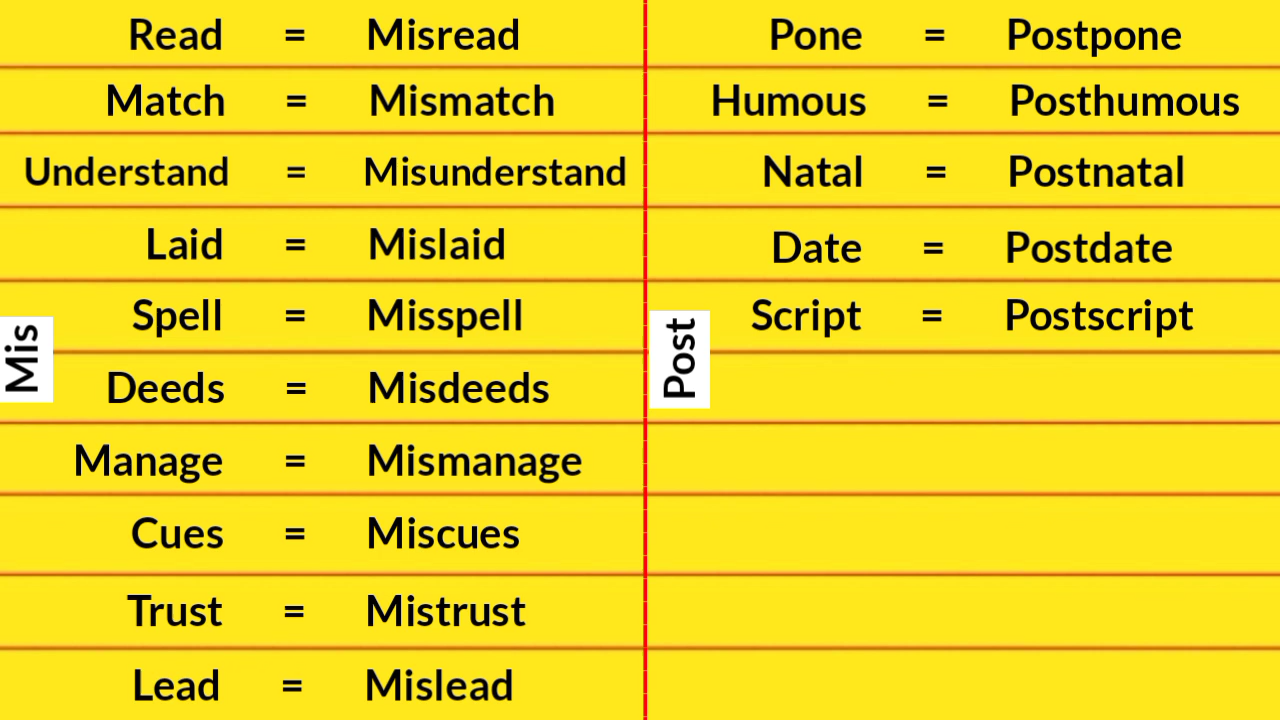 Mis
Read = Misread
Match = Mismatch
Understand = Misunderstand
Laid = Mislaid
Spell = Misspell
Deeds = Misdeeds
Manage = Mismanage
Cues = Miscues
Trust = Mistrust
Lead = Mislead
Post
Pone = Postpone
Humous = Posthumous
Natal = Postnatal
Date = Postdate
Script = Postscript